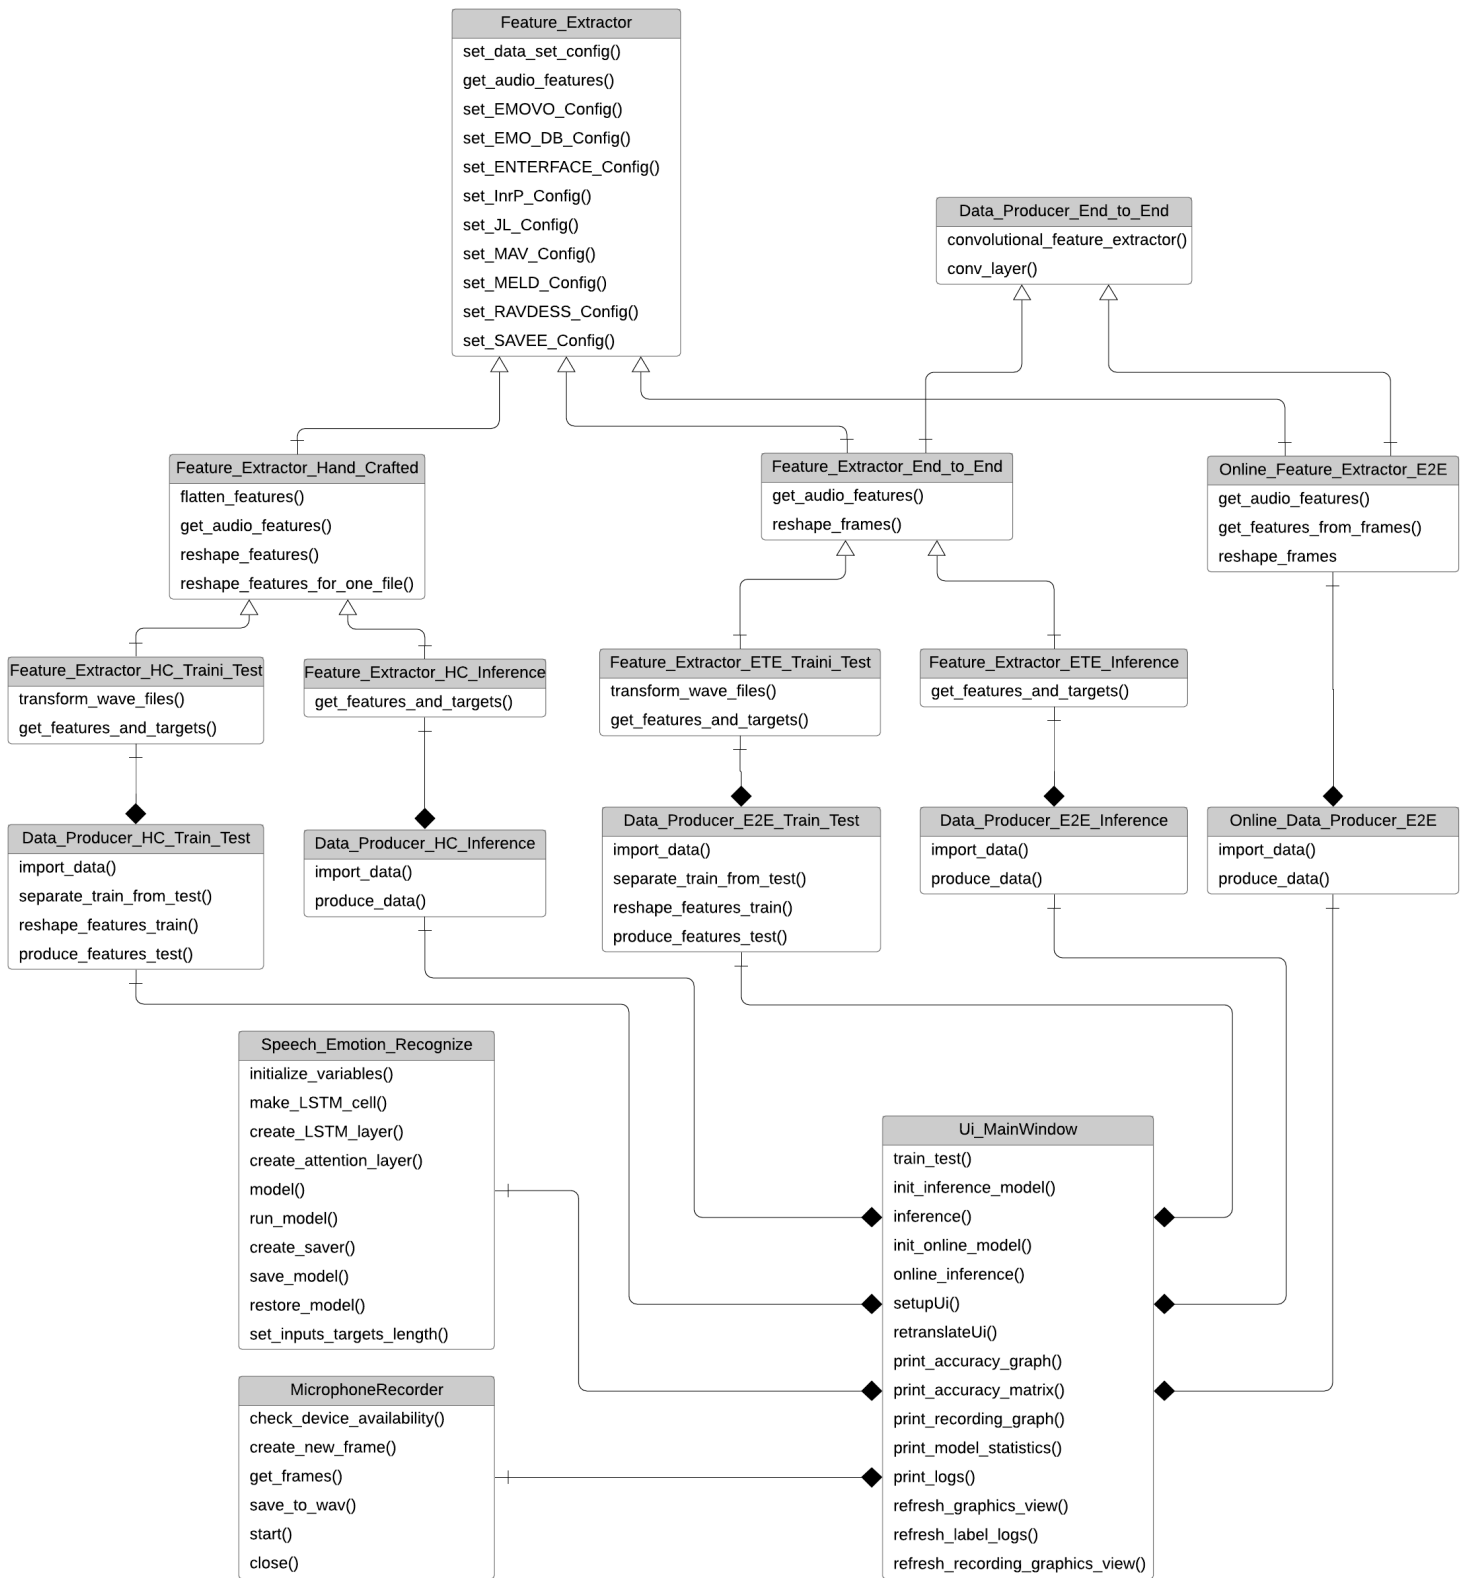 Feature_Extractor
set_data_set_config()
get_audio_features()
set_EMOVO_Config()
set_EMO_DB_Config()
set_ENTERFACE_Config()
set_InrP_Config()
set_JL_Config()
set_MAV_Config()
set_MELD_Config()
set_RAVDESS_Config()
set_SAVEE_Config()
Data_Producer_End_to_End
convolutional_feature_extractor()
conv_layer()
Feature_Extractor_Hand_Crafted
flatten_features()
get_audio_features()
reshape_features()
reshape_features_for_one_file()
Feature_Extractor_End_to_End
get_audio_features()
reshape_frames()
Online_Feature_Extractor_E2E
get_audio_features()
get_features_from_frames()
reshape_frames
Feature_Extractor_HC_Traini_Test
transform_wave_files()
get_features_and_targets()
Feature_Extractor_HC_Inference
get_features_and_targets()
Feature_Extractor_ETE_Traini_Test
transform_wave_files()
get_features_and_targets()
Feature_Extractor_ETE_Inference
get_features_and_targets()
Data_Producer_HC_Train_Test
import_data()
separate_train_from_test()
reshape_features_train()
produce_features_test()
Data_Producer_HC_Inference
import_data()
produce_data()
Data_Producer_E2E_Train_Test
import_data()
separate_train_from_test()
reshape_features_train()
produce_features_test()
Data_Producer_E2E_Inference
import_data()
produce_data()
Online_Data_Producer_E2E
import_data()
produce_data()
Speech_Emotion_Recognize
initialize_variables()
make_LSTM_cell()
create_LSTM_layer()
create_attention_layer()
model()
run_model()
create_saver()
save_model()
restore_model()
set_inputs_targets_length()
MicrophoneRecorder
check_device_availability()
create_new_frame()
get_frames()
save_to_wav()
start()
close()
Ui_MainWindow
train_test()
init_inference_model()
inference()
init_online_model()
online_inference()
setupUi()
retranslateUi()
print_accuracy_graph()
print_accuracy_matrix()
print_recording_graph()
print_model_statistics()
print_logs()
refresh_graphics_view()
refresh_label_logs()
refresh_recording_graphics_view()